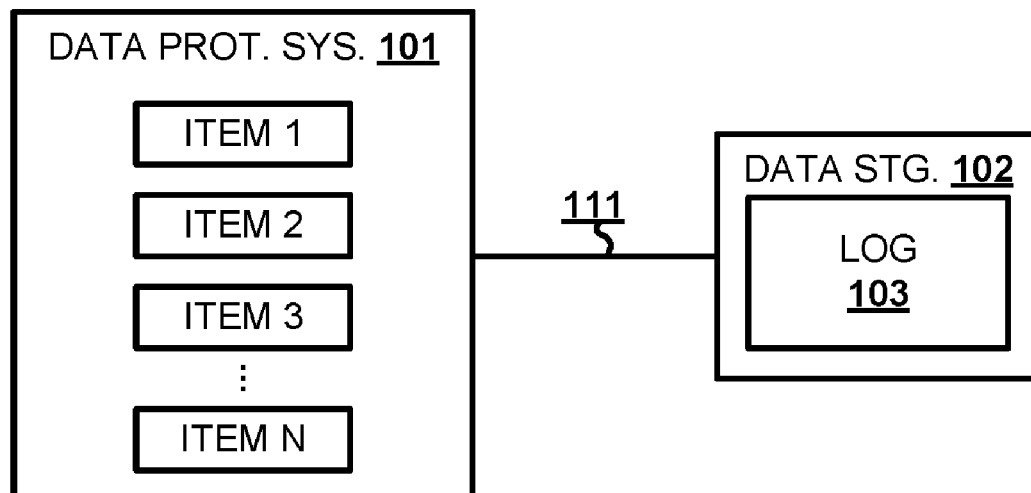 DATA PROT. SYS. 101
ITEM 1
ITEM 2
ITEM 3
⋮
ITEM N
111
DATA STG. 102
LOG
103